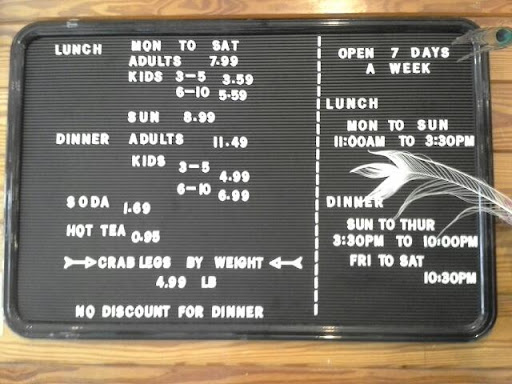 LUNCH MON TO SAT
ADULTS 7.99
KIDS 3-5 3.59
6-10 5.59
SUN 8.99
DINNER ADULTS 11.49
KIDS 3-5 4.99
6-10 6.99
SODA 1.69
HOT TEA 0.95
CRAB LEGS BY WEIGHT
4.99 LB
NO DISCOUNT FOR DINNER
OPEN 7 DAYS
A WEEK
LUNCH
MON TO SUN
11:00AM TO 3:30PM
DINNER
SUN TO THUR
3:30PM TO 10:00PM
FRI TO SAT
10:30PM